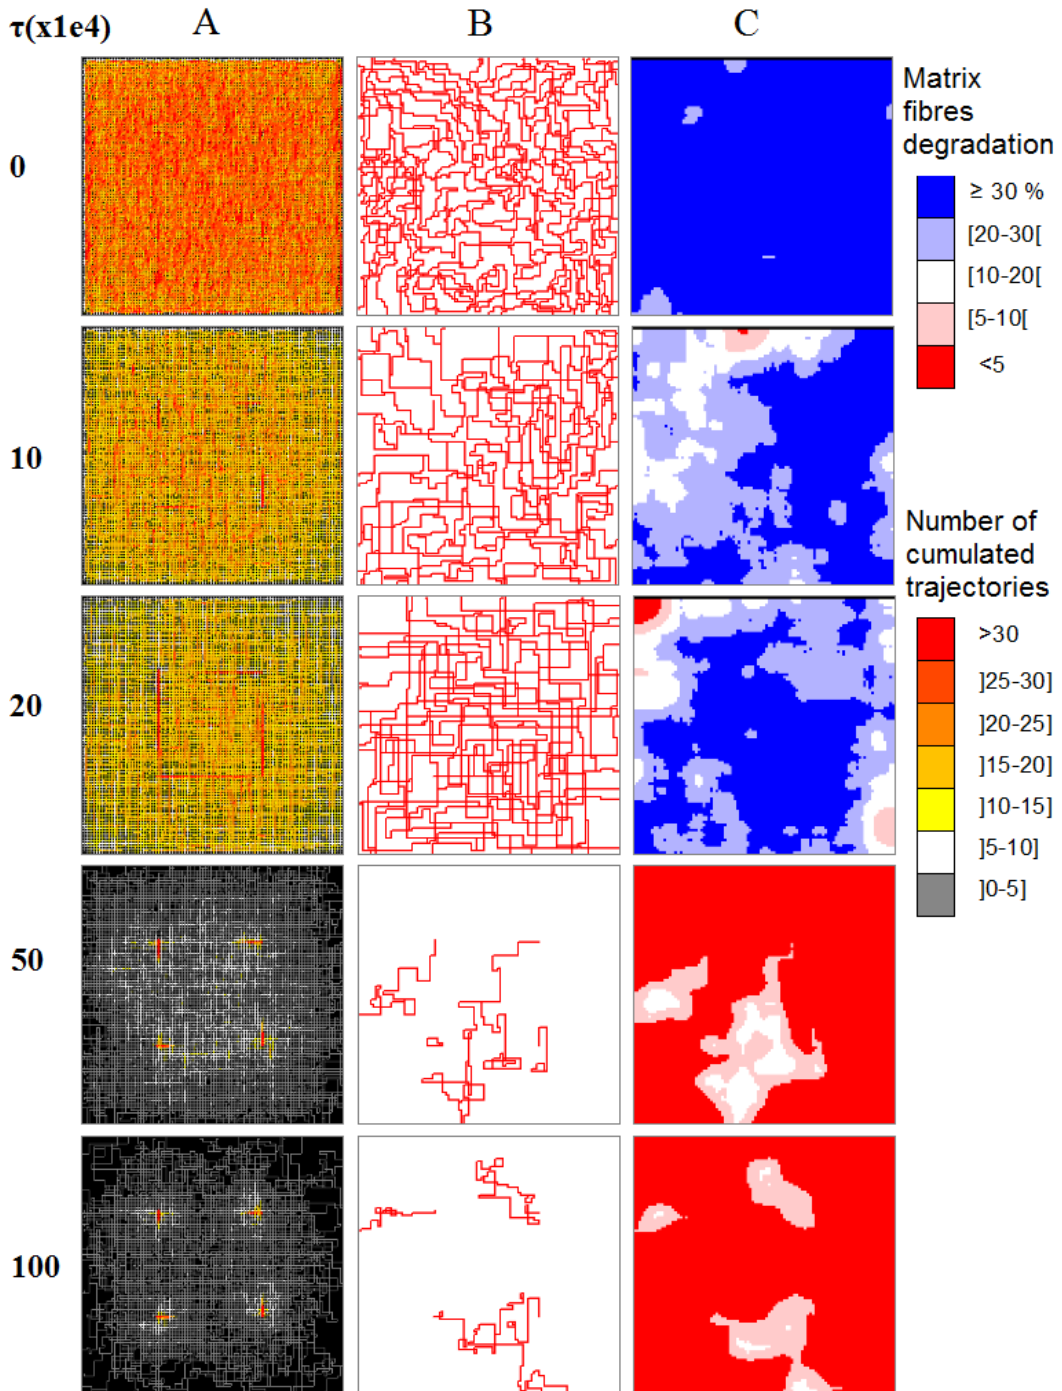 τ(x1e4)
A
B
C
0
10
20
50
100
Matrix
fibres
degradation
≥ 30 %
[20-30[
[10-20[
[5-10[
<5
Number of
cumulated
trajectories
>30
]25-30]
]20-25]
]15-20]
]10-15]
]5-10]
]0-5]